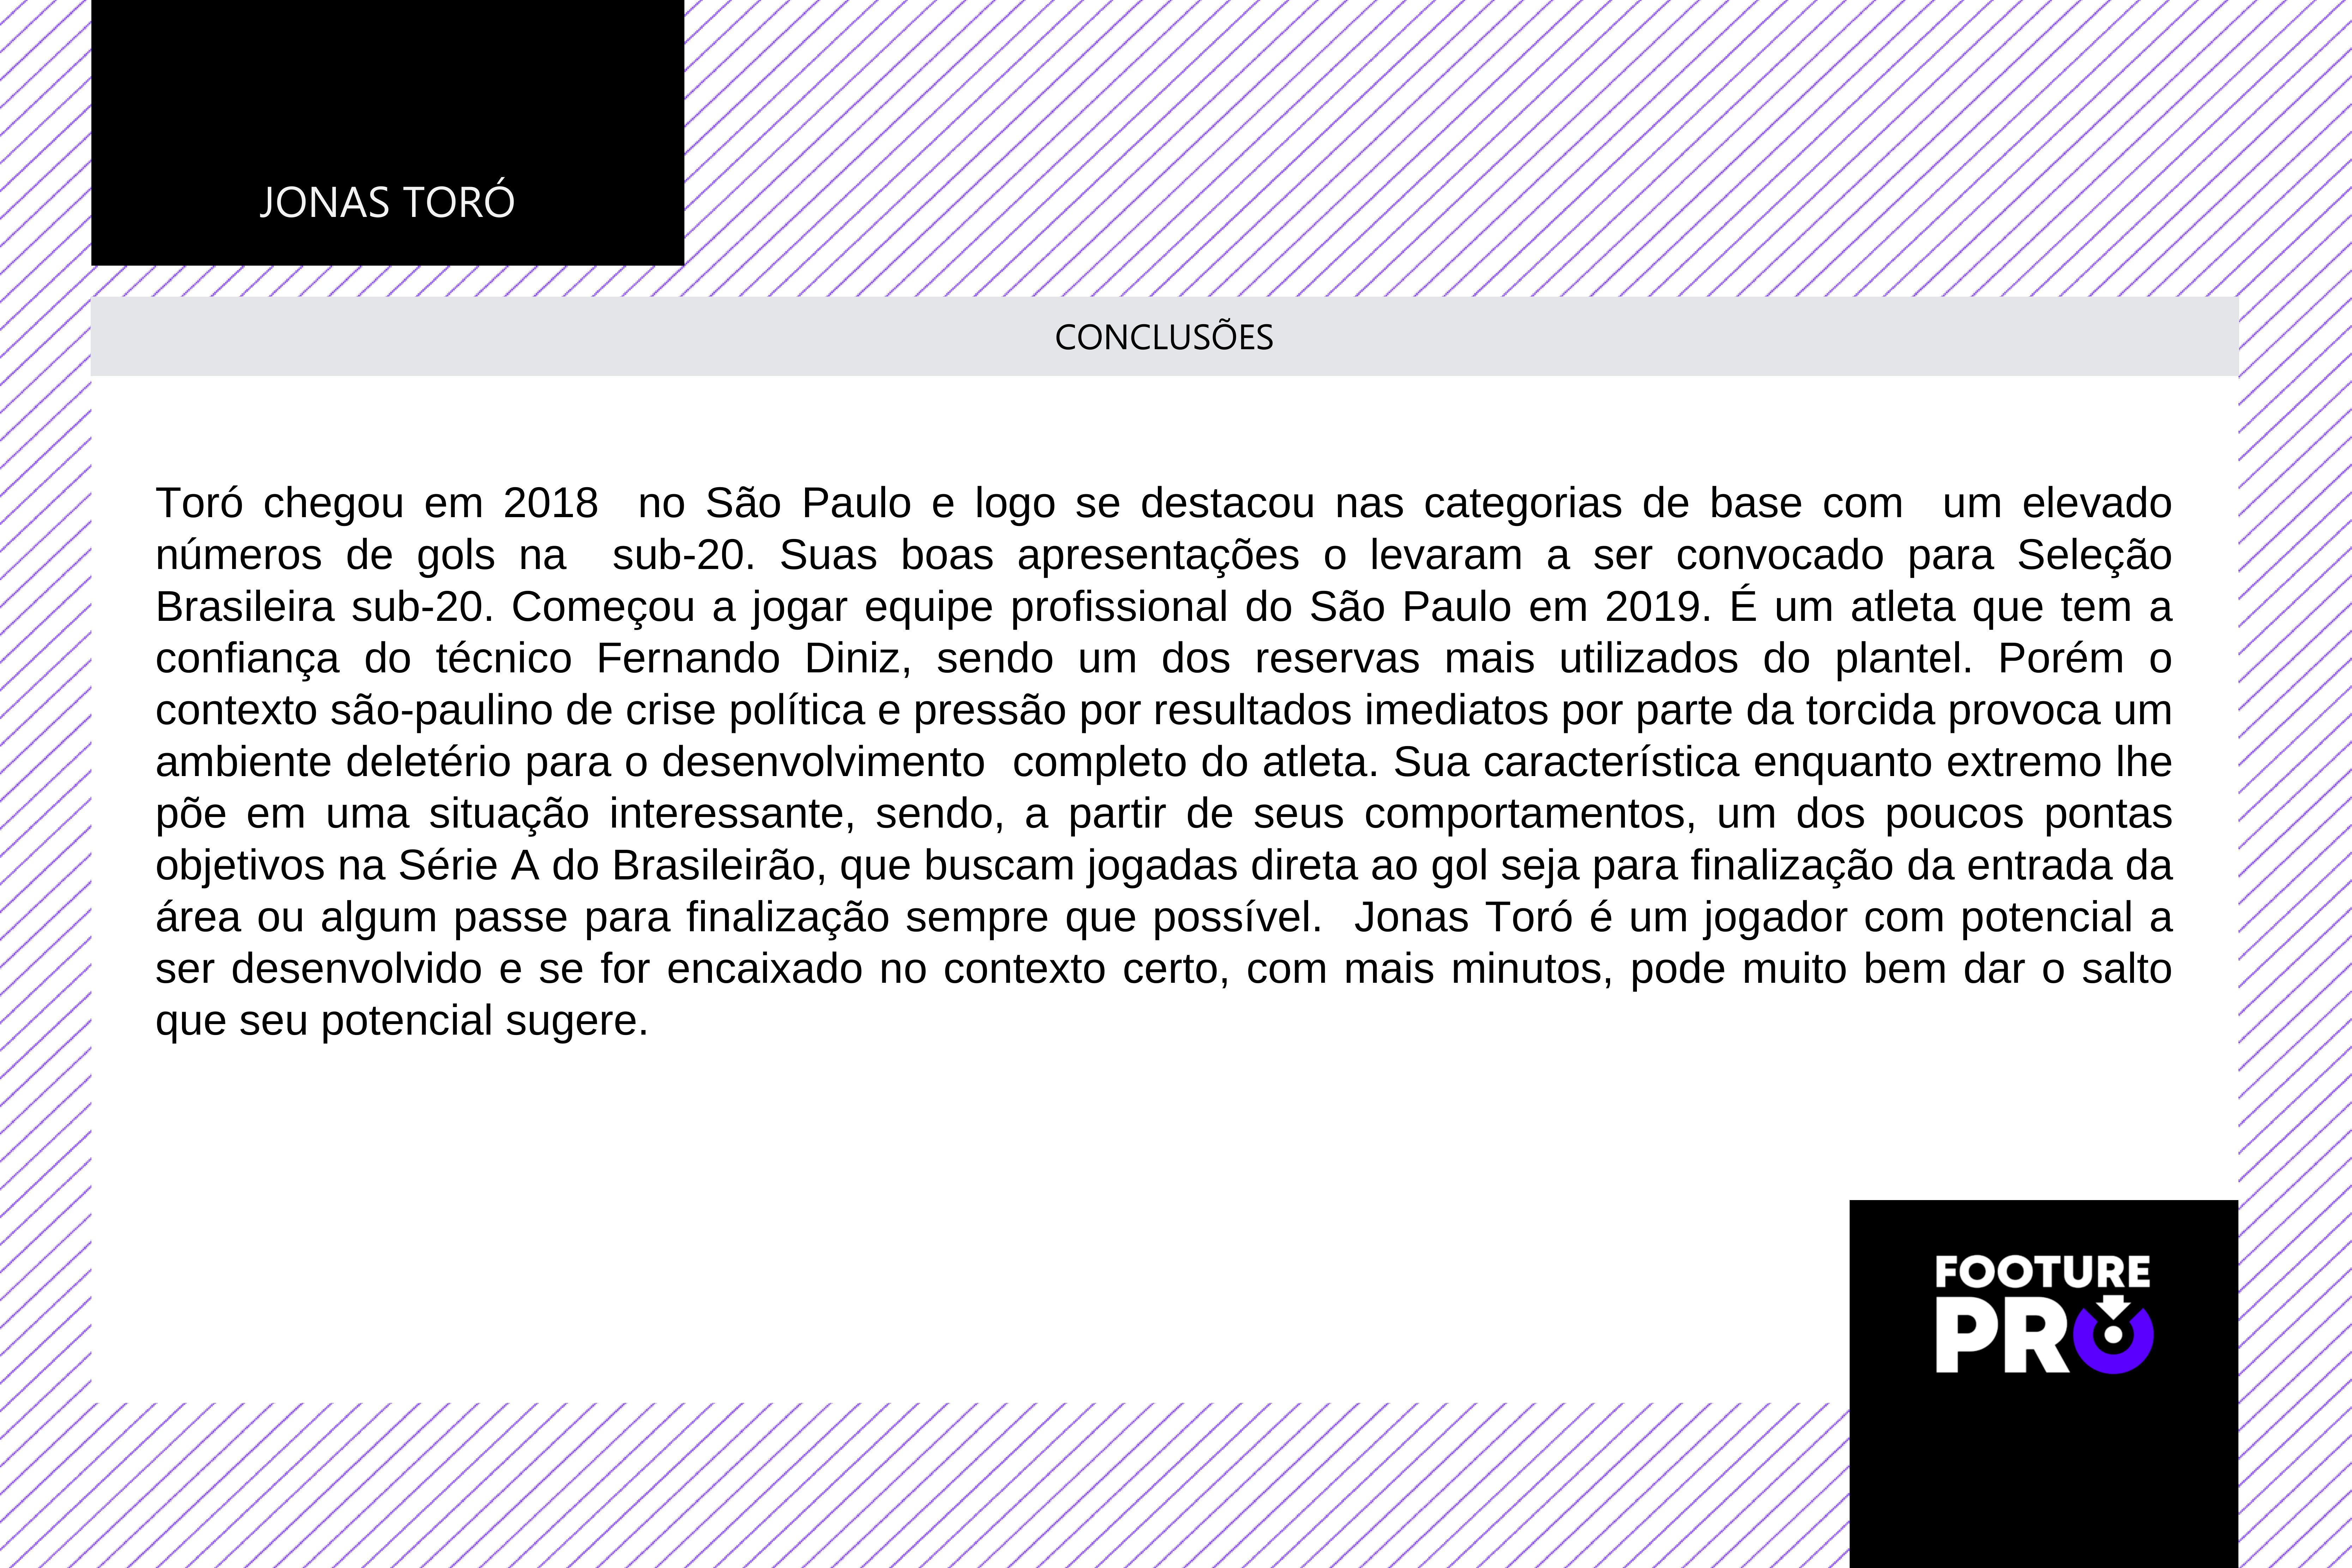 JONAS TORÓ
CONCLUSÕES
Toró chegou em 2018 no São Paulo e logo se destacou nas categorias de base com um elevado
números de gols na sub-20. Suas boas apresentações o levaram a ser convocado para Seleção
Brasileira sub-20. Começou a jogar equipe profissional do São Paulo em 2019. É um atleta que tem a
confiança do técnico Fernando Diniz, sendo um dos reservas mais utilizados do plantel. Porém o
contexto são-paulino de crise política e pressão por resultados imediatos por parte da torcida provoca um
ambiente deletério para o desenvolvimento completo do atleta. Sua característica enquanto extremo lhe
põe em uma situação interessante, sendo, a partir de seus comportamentos, um dos poucos pontas
objetivos na Série A do Brasileirão, que buscam jogadas direta ao gol seja para finalização da entrada da
área ou algum passe para finalização sempre que possível. Jonas Toró é um jogador com potencial a
ser desenvolvido e se for encaixado no contexto certo, com mais minutos, pode muito bem dar o salto
que seu potencial sugere.
FOOTURE
PRO